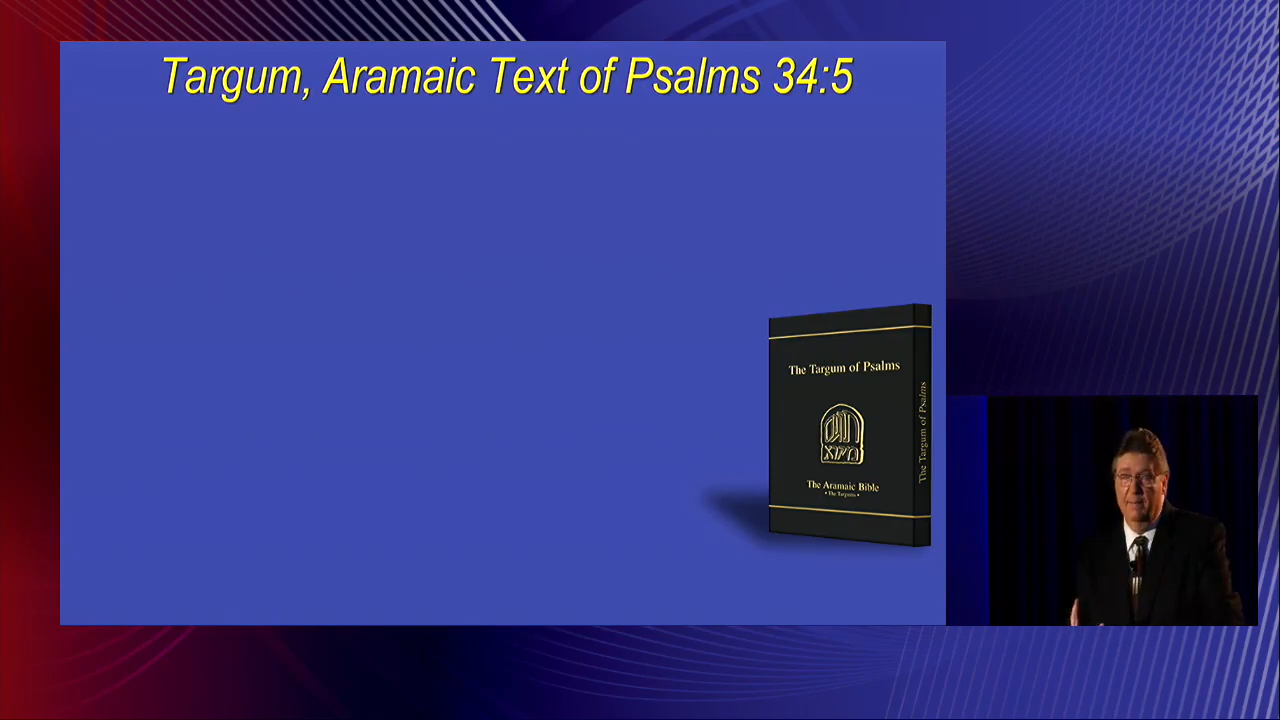 Targum, Aramaic Text of Psalms 34:5
The Targum of Psalms
The Aramaic Bible
• The Targums •
The Targum of Psalms